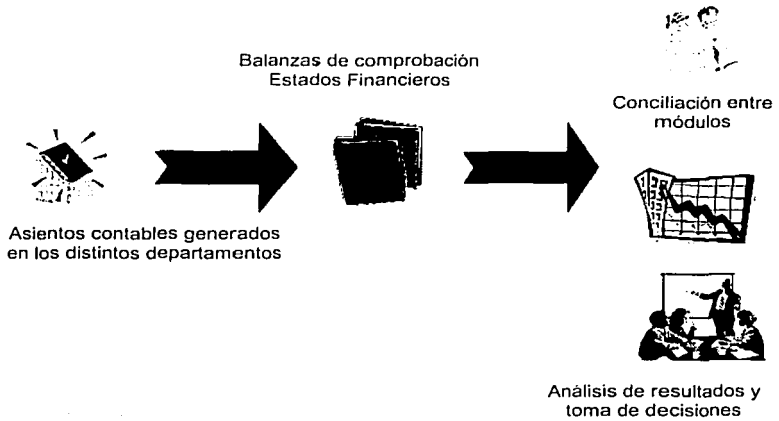 Balanzas de comprobación
Estados Financieros
Conciliación entre
módulos
Asientos contables generados
en los distintos departamentos
Análisis de resultados y
toma de decisiones